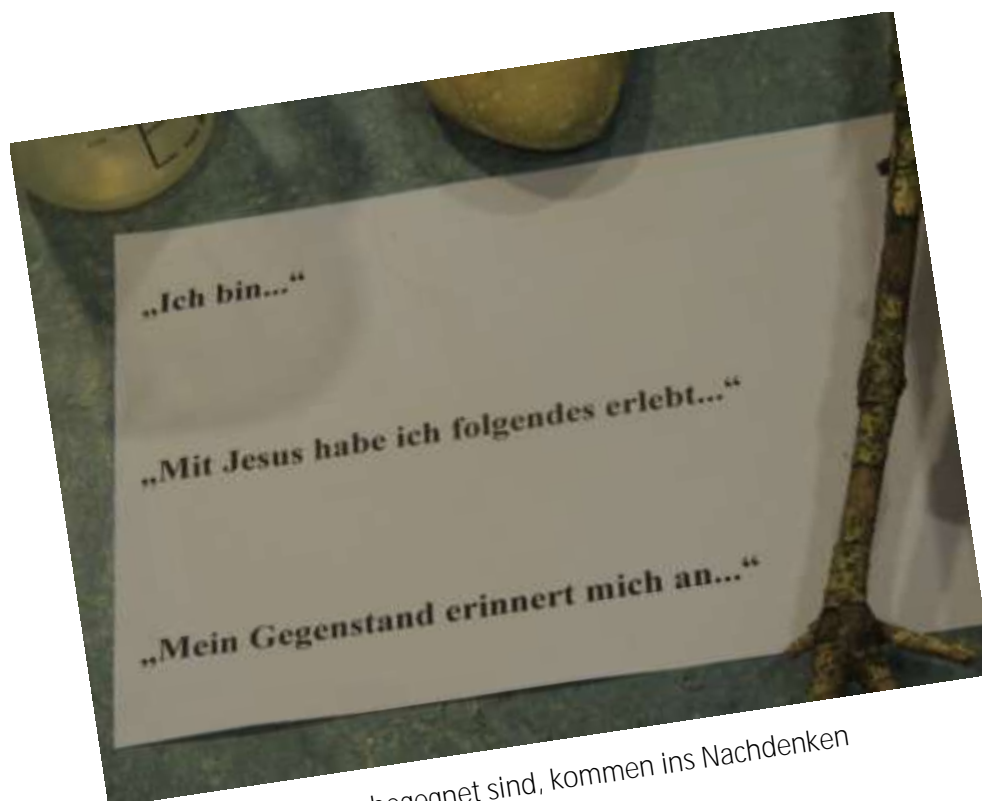 „Ich bin...“
„Mit Jesus habe ich folgendes erlebt...“
„Mein Gegenstand erinnert mich an...“
begegnet sind, kommen ins Nachdenken